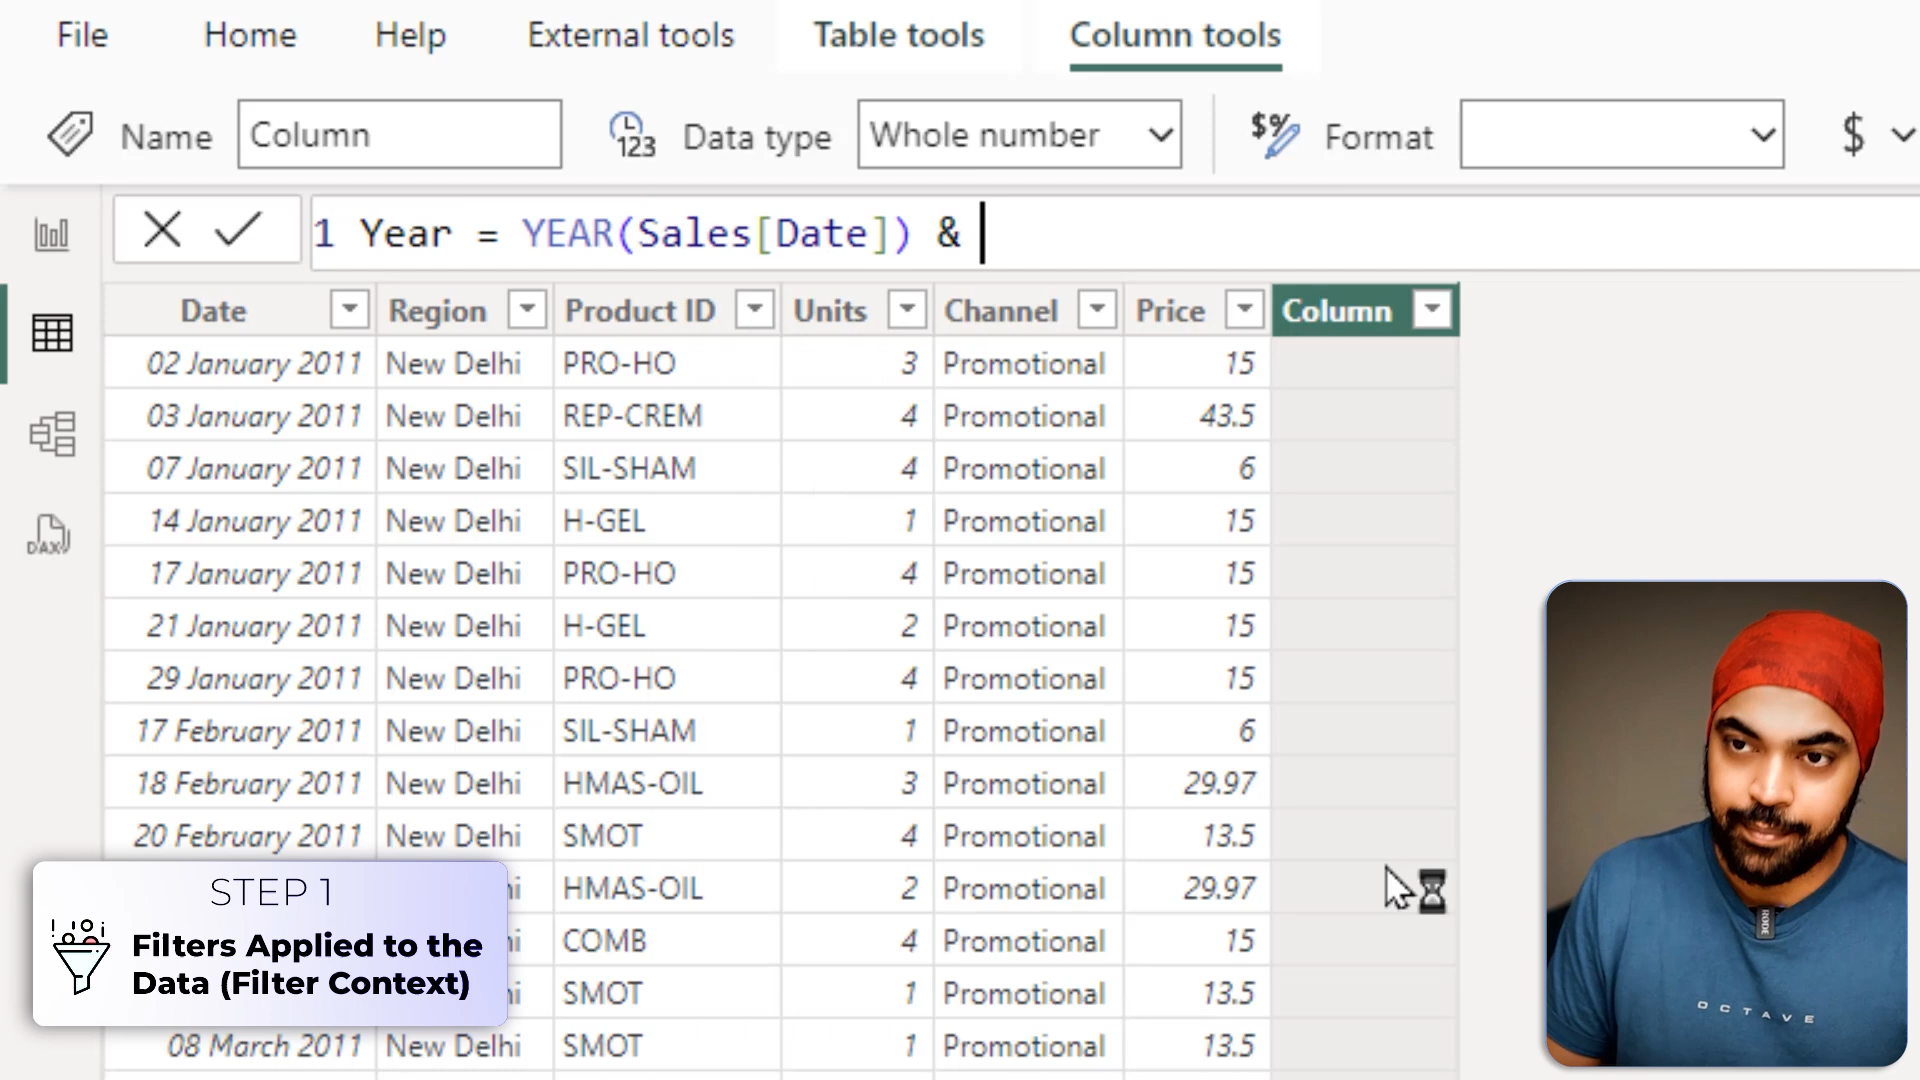 File Home Help External tools Table tools Column tools
Name Column Data type Whole number $% Format $
123
1 Year = YEAR(Sales[Date]) &
Date Region Product ID Units Channel Price Column
02 January 2011 New Delhi PRO-HO 3 Promotional 15
03 January 2011 New Delhi REP-CREM 4 Promotional 43.5
07 January 2011 New Delhi SIL-SHAM 4 Promotional 6
14 January 2011 New Delhi H-GEL 1 Promotional 15
DAX
17 January 2011 New Delhi PRO-HO 4 Promotional 15
21 January 2011 New Delhi H-GEL 2 Promotional 15
29 January 2011 New Delhi PRO-HO 4 Promotional 15
17 February 2011 New Delhi SIL-SHAM 1 Promotional 6
18 February 2011 New Delhi HMAS-OIL 3 Promotional 29.97
20 February 2011 New Delhi SMOT 4 Promotional 13.5
HMAS-OIL 2 Promotional 29.97
COMB 4 Promotional 15
SMOT 1 Promotional 13.5
08 March 2011 New Delhi SMOT 1 Promotional 13.5
STEP 1
Filters Applied to the
Data (Filter Context)
RODE
OCTAVE